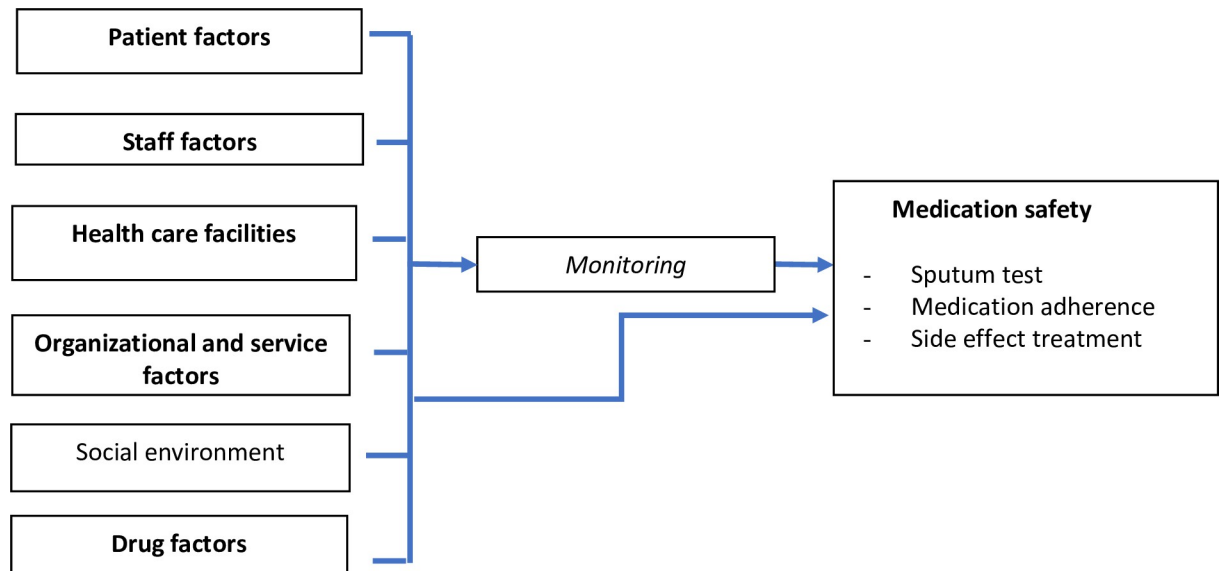 Patient factors
Staff factors
Health care facilities
Organizational and service
factors
Social environment
Drug factors
Monitoring
Medication safety
- Sputum test
- Medication adherence
- Side effect treatment